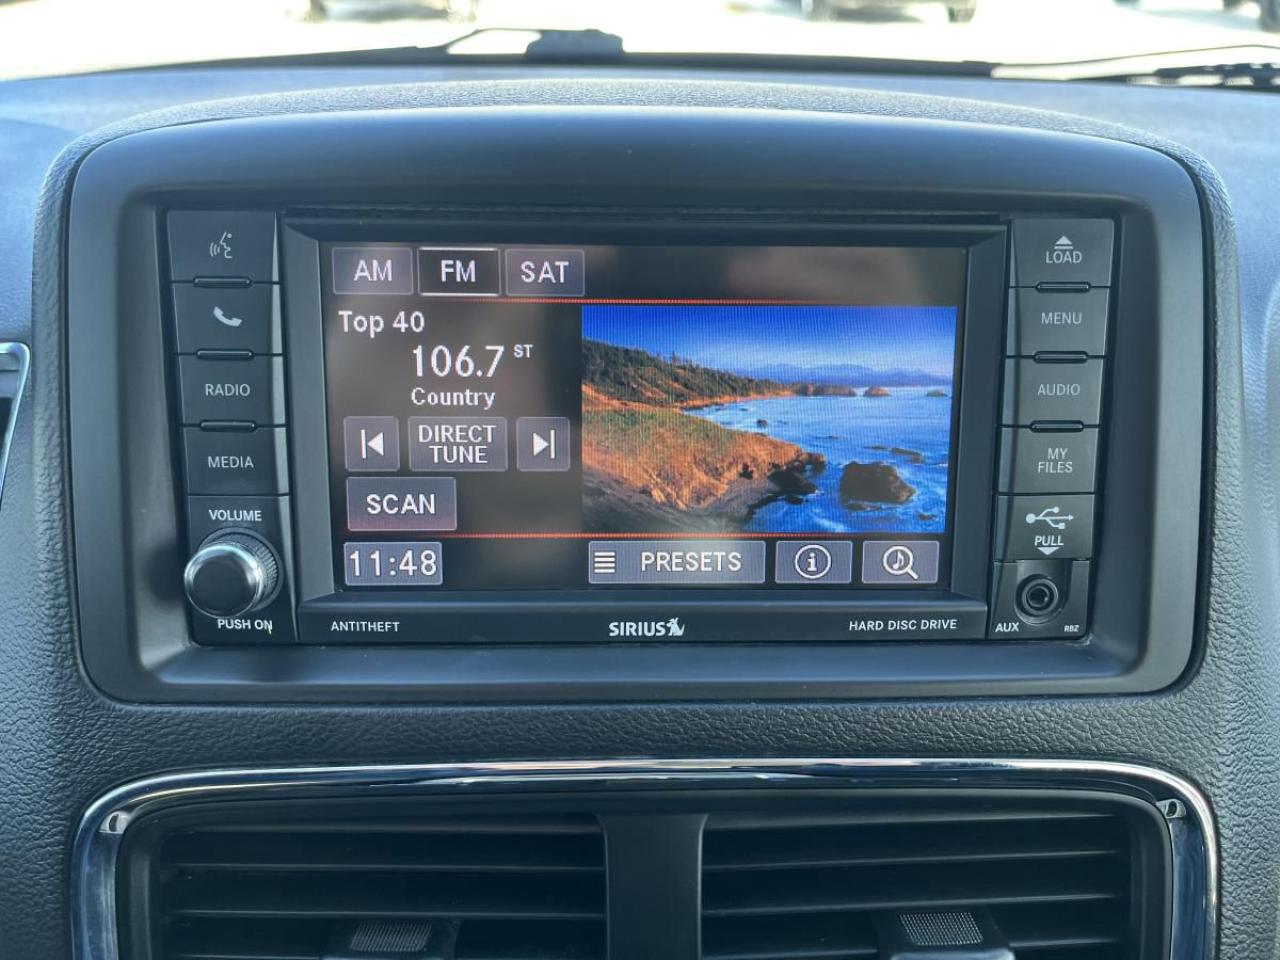 AM FM SAT
Top 40
106.7 ST
Country
DIRECT
TUNE
SCAN
11:48
PRESETS
RADIO
MEDIA
VOLUME
PUSH ON
LOAD
MENU
AUDIO
MY
FILES
PULL
AUX RBZ
ANTITHEFT SIRIUS HARD DISC DRIVE